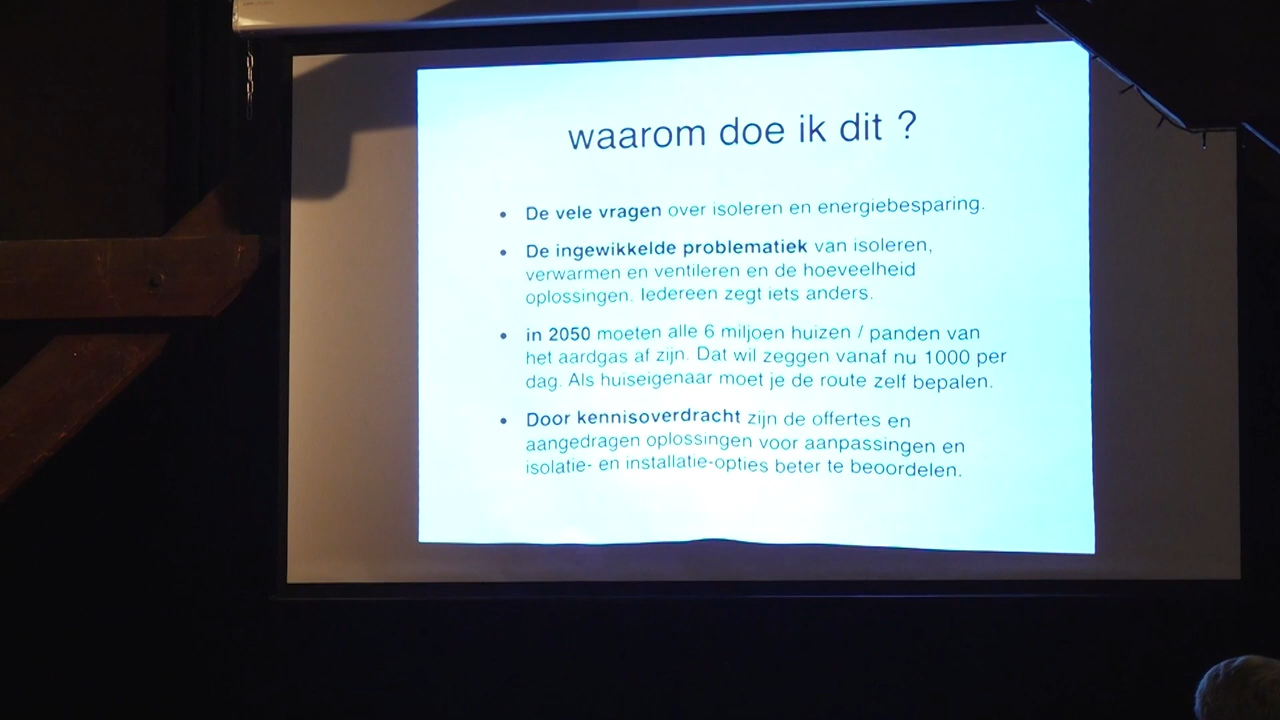 waarom doe ik dit ?
• De vele vragen over isoleren en energiebesparing.
• De ingewikkelde problematiek van isoleren,
verwarmen en ventileren en de hoeveelheid
oplossingen. Iedereen zegt iets anders.
• in 2050 moeten alle 6 miljoen huizen / panden van
het aardgas af zijn. Dat wil zeggen vanaf nu 1000 per
dag. Als huiseigenaar moet je de route zelf bepalen.
• Door kennisoverdracht zijn de offertes en
aangedragen oplossingen voor aanpassingen en
isolatie- en installatie-opties beter te beoordelen.